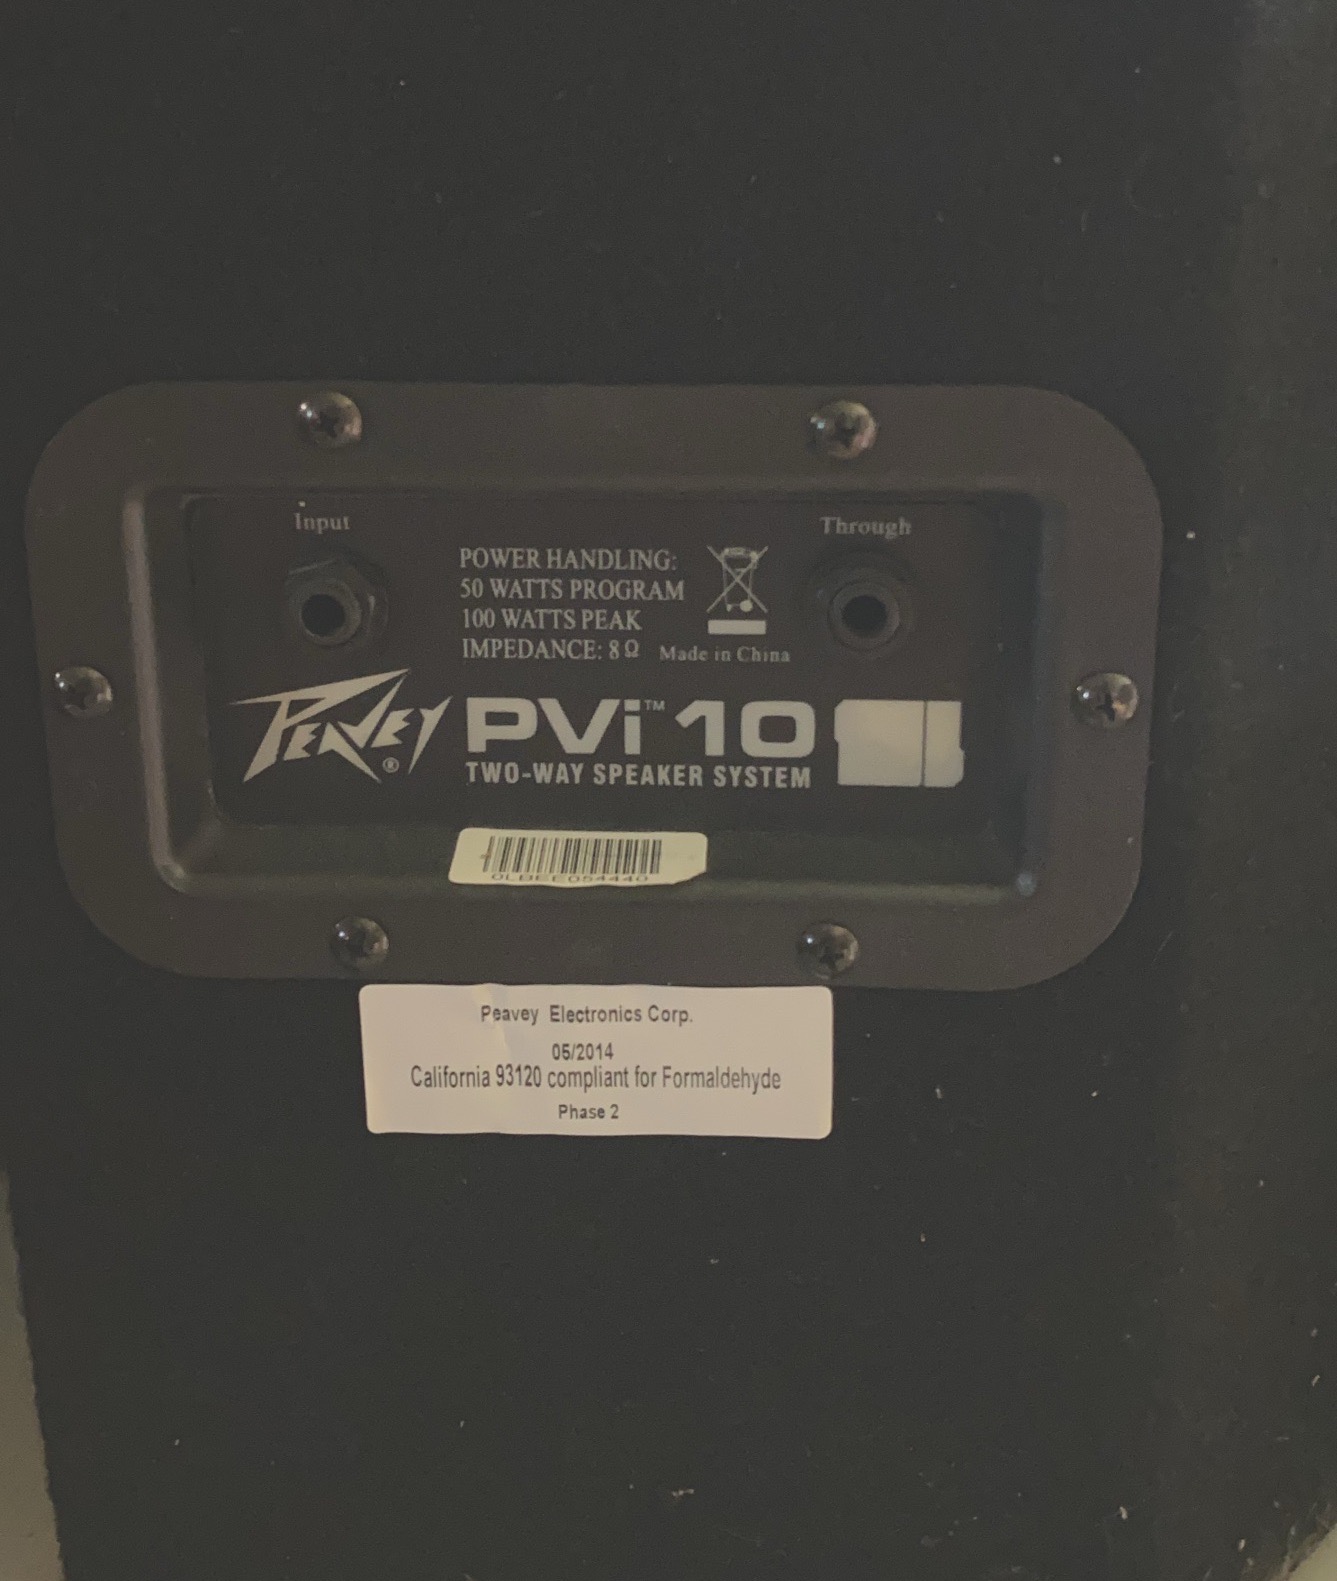 Input
Through
POWER HANDLING:
50 WATTS PROGRAM
100 WATTS PEAK
IMPEDANCE: 8 Ω Made in China
PEAVEY® PVi™ 10
TWO-WAY SPEAKER SYSTEM
0LBEE054440
Peavey Electronics Corp.
05/2014
California 93120 compliant for Formaldehyde
Phase 2